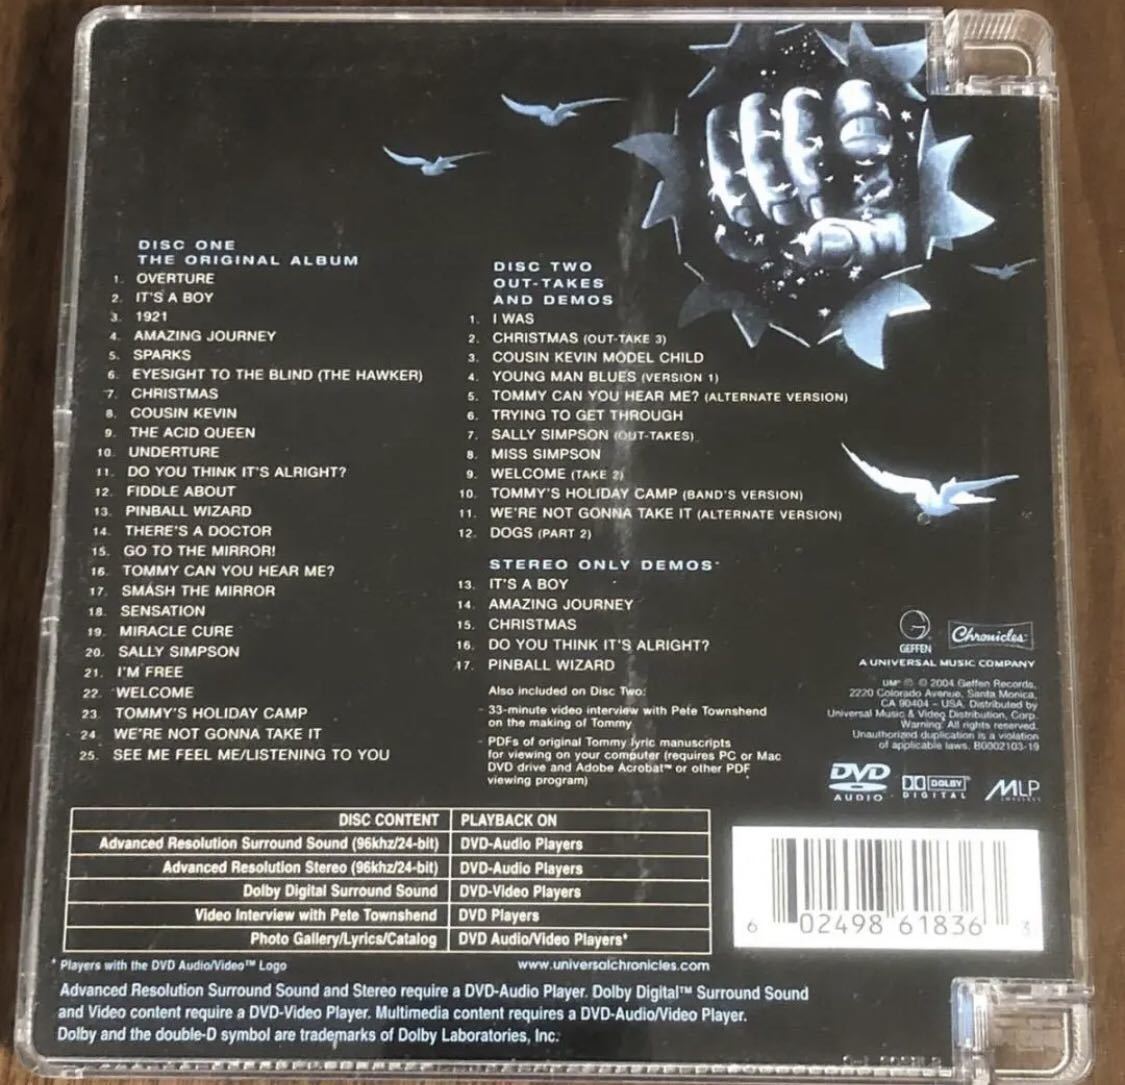 DISC ONE
THE ORIGINAL ALBUM
1. OVERTURE
2. IT'S A BOY
3. 1921
4. AMAZING JOURNEY
5. SPARKS
6. EYESIGHT TO THE BLIND (THE HAWKER)
7. CHRISTMAS
8. COUSIN KEVIN
9. THE ACID QUEEN
10. UNDERTURE
11. DO YOU THINK IT'S ALRIGHT?
12. FIDDLE ABOUT
13. PINBALL WIZARD
14. THERE'S A DOCTOR
15. GO TO THE MIRROR!
16. TOMMY CAN YOU HEAR ME?
17. SMASH THE MIRROR
18. SENSATION
19. MIRACLE CURE
20. SALLY SIMPSON
21. I'M FREE
22. WELCOME
23. TOMMY'S HOLIDAY CAMP
24. WE'RE NOT GONNA TAKE IT
25. SEE ME FEEL ME/LISTENING TO YOU
DISC TWO
OUT-TAKES
AND DEMOS
1. I WAS
2. CHRISTMAS (OUT-TAKE 3)
3. COUSIN KEVIN MODEL CHILD
4. YOUNG MAN BLUES (VERSION 1)
5. TOMMY CAN YOU HEAR ME? (ALTERNATE VERSION)
6. TRYING TO GET THROUGH
7. SALLY SIMPSON (OUT-TAKES)
8. MISS SIMPSON
9. WELCOME (TAKE 2)
10. TOMMY'S HOLIDAY CAMP (BAND'S VERSION)
11. WE'RE NOT GONNA TAKE IT (ALTERNATE VERSION)
12. DOGS (PART 2)
STEREO ONLY DEMOS
13. IT'S A BOY
14. AMAZING JOURNEY
15. CHRISTMAS
16. DO YOU THINK IT'S ALRIGHT?
17. PINBALL WIZARD
Also included on Disc Two:
- 33-minute video interview with Pete Townshend
on the making of Tommy
- PDFs of original Tommy lyric manuscripts
for viewing on your computer (requires PC or Mac
DVD drive and Adobe Acrobat™ or other PDF
viewing program)
G
GEFFEN
Chronicles
A UNIVERSAL MUSIC COMPANY
℗ © 2004 Geffen Records,
2220 Colorado Avenue, Santa Monica,
CA 90404 – USA. Distributed by
Universal Music & Video Distribution, Corp.
Warning: All rights reserved.
Unauthorized duplication is a violation
of applicable laws. B0002103-19
DVD
AUDIO
DOLBY
DIGITAL
MLP
LOSSLESS
DISC CONTENT PLAYBACK ON
Advanced Resolution Surround Sound (96khz/24-bit) DVD-Audio Players
Advanced Resolution Stereo (96khz/24-bit) DVD-Audio Players
Dolby Digital Surround Sound DVD-Video Players
Video Interview with Pete Townshend DVD Players
Photo Gallery/Lyrics/Catalog DVD Audio/Video Players*
6 02498 61836 3
* Players with the DVD Audio/Video™ Logo
www.universalchronicles.com
Advanced Resolution Surround Sound and Stereo require a DVD-Audio Player. Dolby Digital™ Surround Sound
and Video content require a DVD-Video Player. Multimedia content requires a DVD-Audio/Video Player.
Dolby and the double-D symbol are trademarks of Dolby Laboratories, Inc.